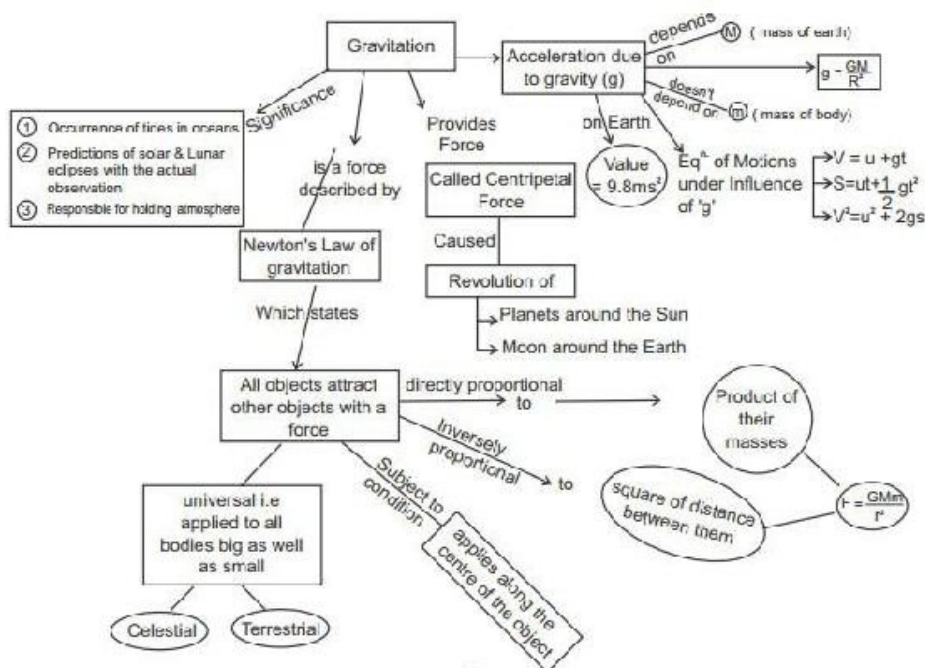 Gravitation
Acceleration due
to gravity (g)
depends
on
M ( mass of earth)
g = GM
R²
doesn't
depend on
m ( mass of body)
Significance
1 Occurrence of tices in oceans
2 Predictions of solar & Lunar
eclipses with the actual
observation
3 Responsible for holding atmosphere
is a force
described by
Provides
Force
on Earth
Value
= 9.8ms²
Eqⁿ of Motions
under Influence
of 'g'
V = u +gt
S=ut+1 gt²
2
V²=u² + 2gs
Called Centripetal
Force
Caused
Revolution of
Planets around the Sun
Moon around the Earth
Newton's Law of
gravitation
Which states
All objects attract
other objects with a
force
directly proportional
to
Product of
their
masses
Inversely
proportional
to
square of distance
between them
F = GMm
r²
Subject to
condition
applies along the
centre of the object
universal i.e
applied to all
bodies big as well
as small
Celestial
Terrestrial